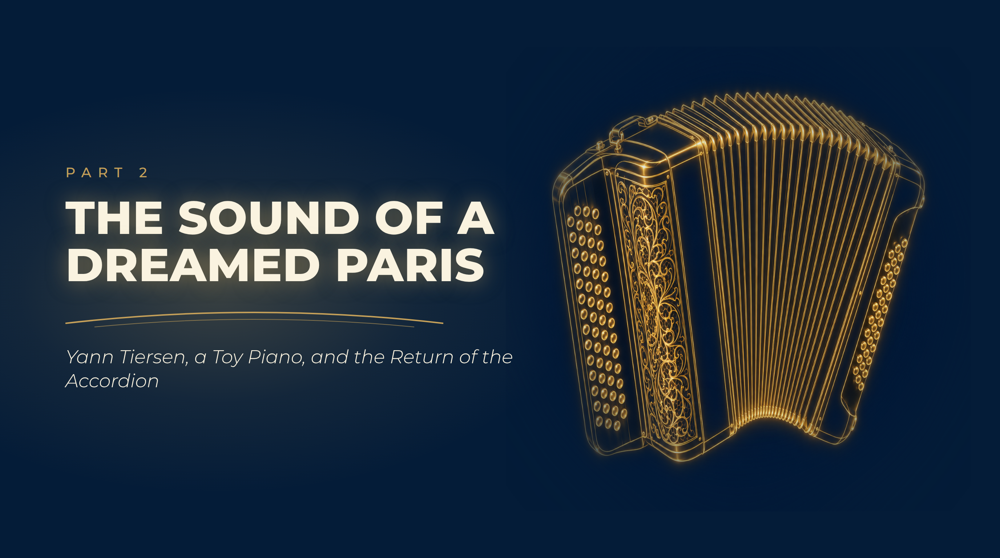 PART 2
THE SOUND OF A
DREAMED PARIS
Yann Tiersen, a Toy Piano, and the Return of the
Accordion